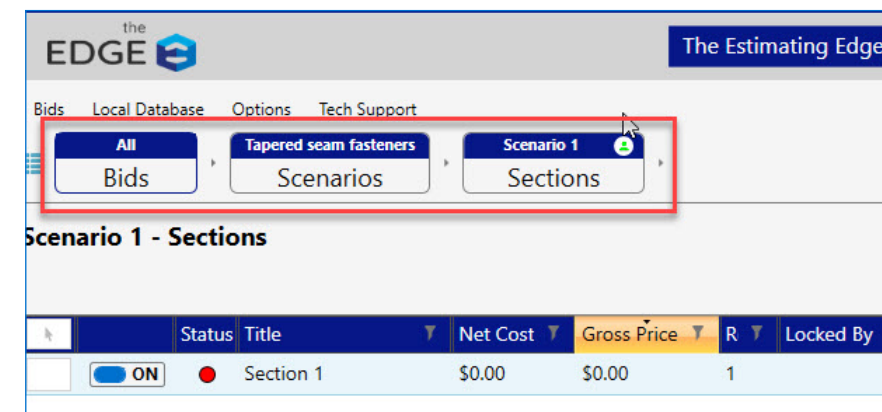 the
EDGE
The Estimating Edge
Bids Local Database Options Tech Support
All Tapered seam fasteners Scenario 1
Bids Scenarios Sections
Scenario 1 - Sections
Status Title Net Cost Gross Price R Locked By
ON Section 1 $0.00 $0.00 1